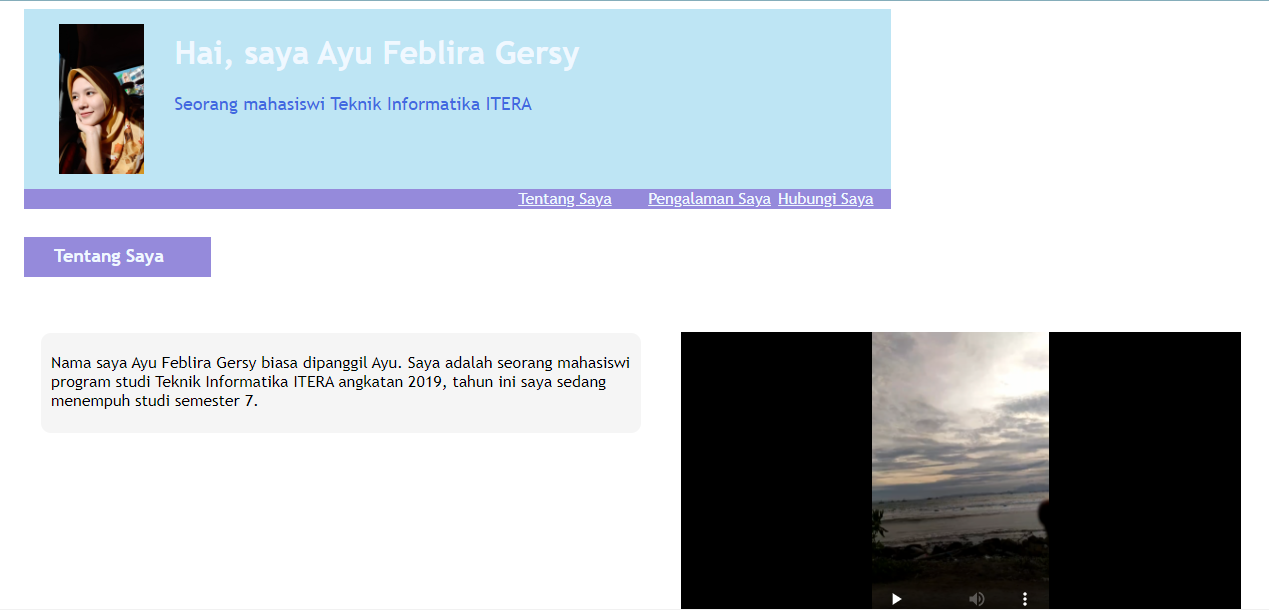 Hai, saya Ayu Feblira Gersy
Seorang mahasiswi Teknik Informatika ITERA
Tentang Saya Pengalaman Saya Hubungi Saya
Tentang Saya
Nama saya Ayu Feblira Gersy biasa dipanggil Ayu. Saya adalah seorang mahasiswi
program studi Teknik Informatika ITERA angkatan 2019, tahun ini saya sedang
menempuh studi semester 7.